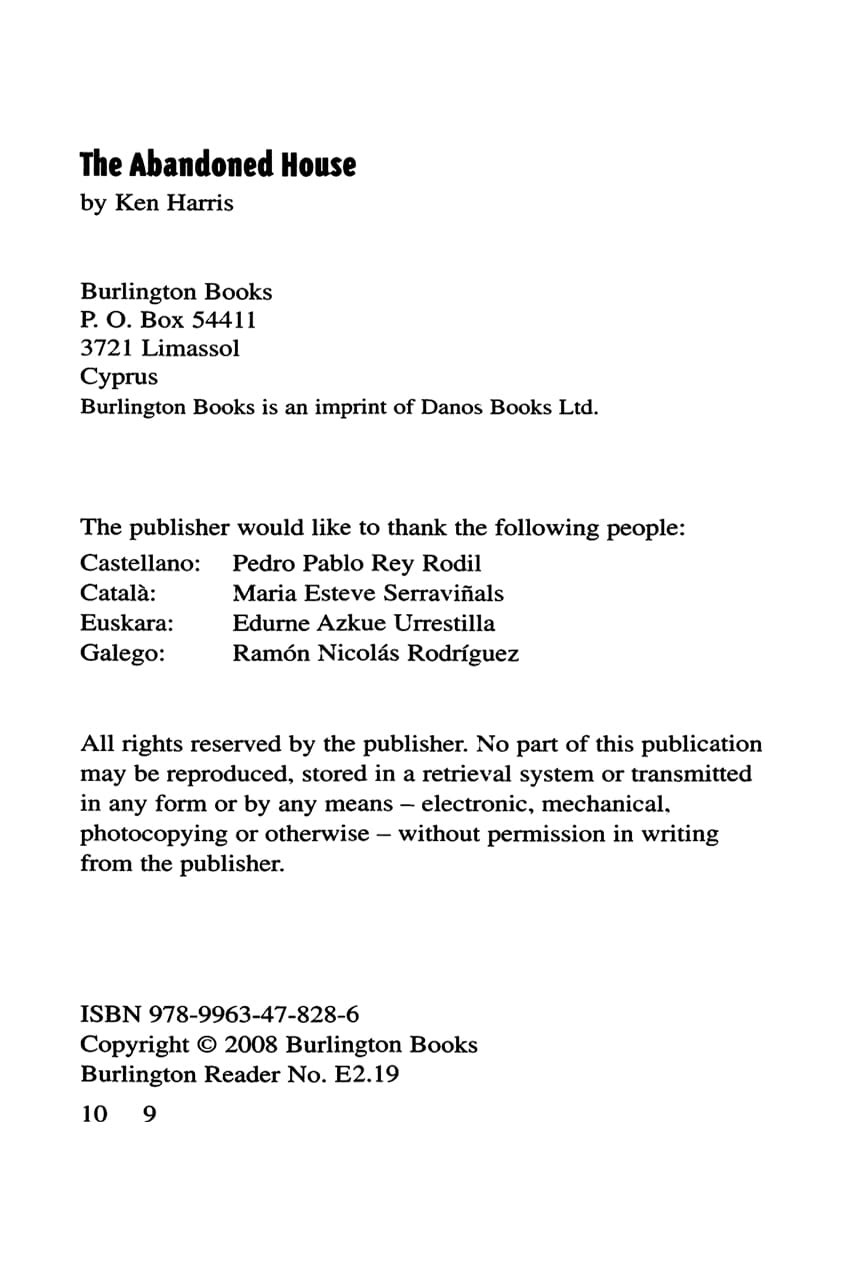 The Abandoned House
by Ken Harris
Burlington Books
P. O. Box 54411
3721 Limassol
Cyprus
Burlington Books is an imprint of Danos Books Ltd.
The publisher would like to thank the following people:
Castellano: Pedro Pablo Rey Rodil
Català: Maria Esteve Serraviñals
Euskara: Edurne Azkue Urrestilla
Galego: Ramón Nicolás Rodríguez
All rights reserved by the publisher. No part of this publication
may be reproduced, stored in a retrieval system or transmitted
in any form or by any means – electronic, mechanical,
photocopying or otherwise – without permission in writing
from the publisher.
ISBN 978-9963-47-828-6
Copyright © 2008 Burlington Books
Burlington Reader No. E2.19
10 9